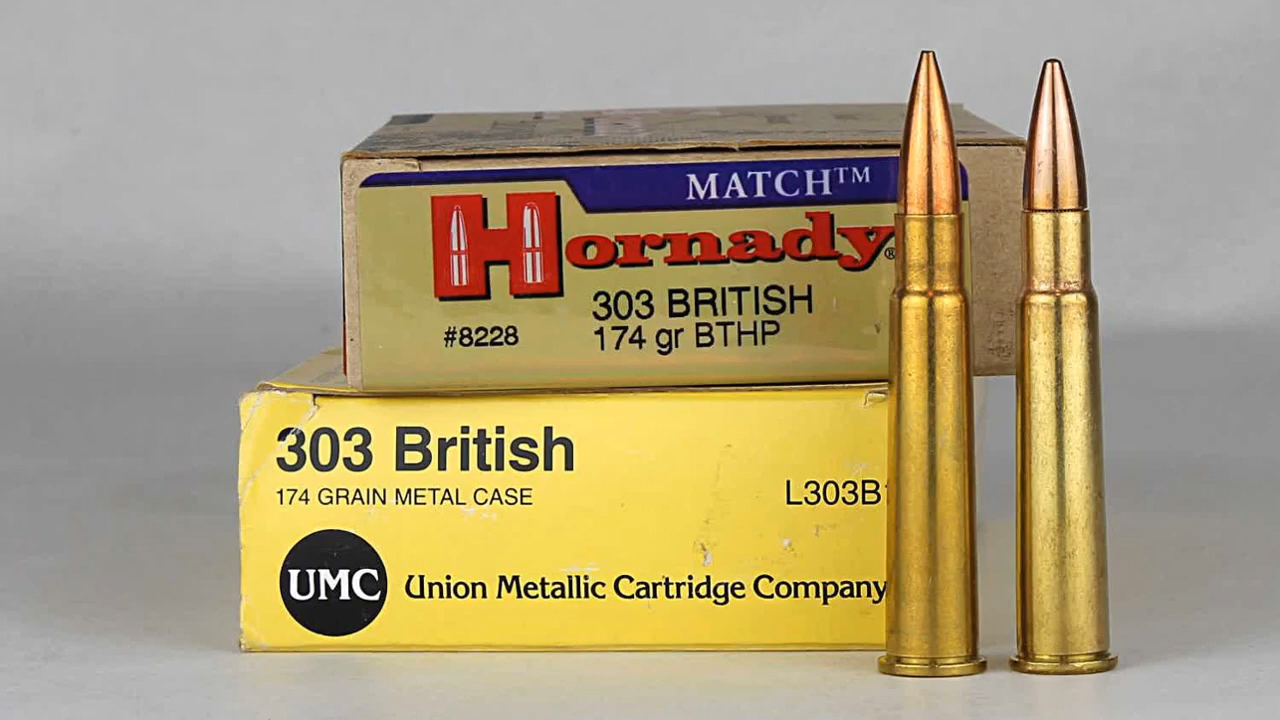 MATCH™
Hornady®
303 BRITISH
#8228 174 gr BTHP
303 British
174 GRAIN METAL CASE L303B1
UMC Union Metallic Cartridge Company